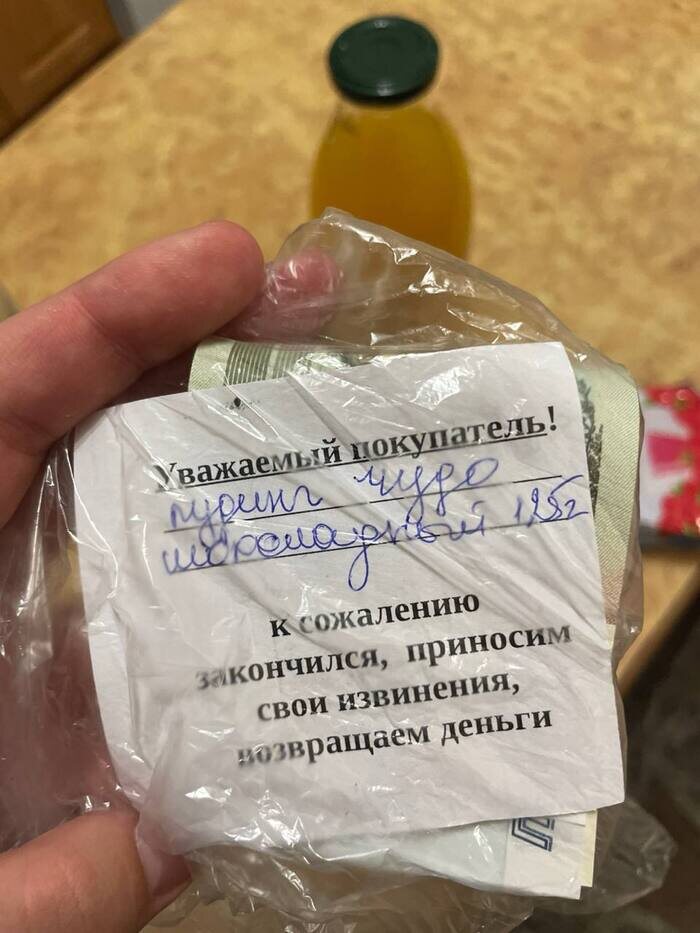 Уважаемый покупатель!
пудинг чудо
шоколадный 125г
к сожалению
закончился, приносим
свои извинения,
возвращаем деньги